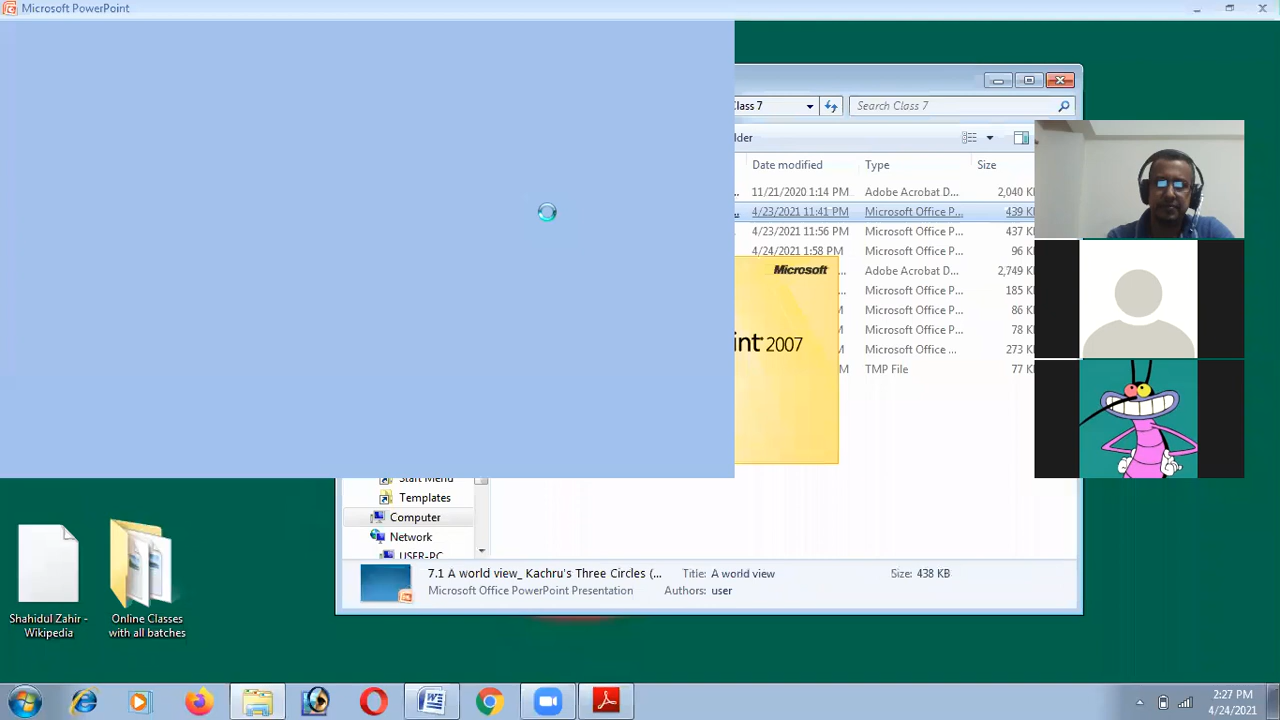 Microsoft PowerPoint
Class 7
Search Class 7
lder
Date modified Type Size
11/21/2020 1:14 PM Adobe Acrobat D... 2,040 K
4/23/2021 11:41 PM Microsoft Office P... 439 K
4/23/2021 11:56 PM Microsoft Office P... 437 K
4/24/2021 1:58 PM Microsoft Office P... 96 K
Adobe Acrobat D... 2,749 K
Microsoft Office P... 185 K
Microsoft Office P... 86 K
Microsoft Office P... 78 K
Microsoft Office ... 273 K
TMP File 77 K
Microsoft
int 2007
Start Menu
Templates
Computer
Network
USER-PC
7.1 A world view_ Kachru's Three Circles (...
Title: A world view
Size: 438 KB
Microsoft Office PowerPoint Presentation
Authors: user
Shahidul Zahir -
Wikipedia
Online Classes
with all batches
2:27 PM
4/24/2021